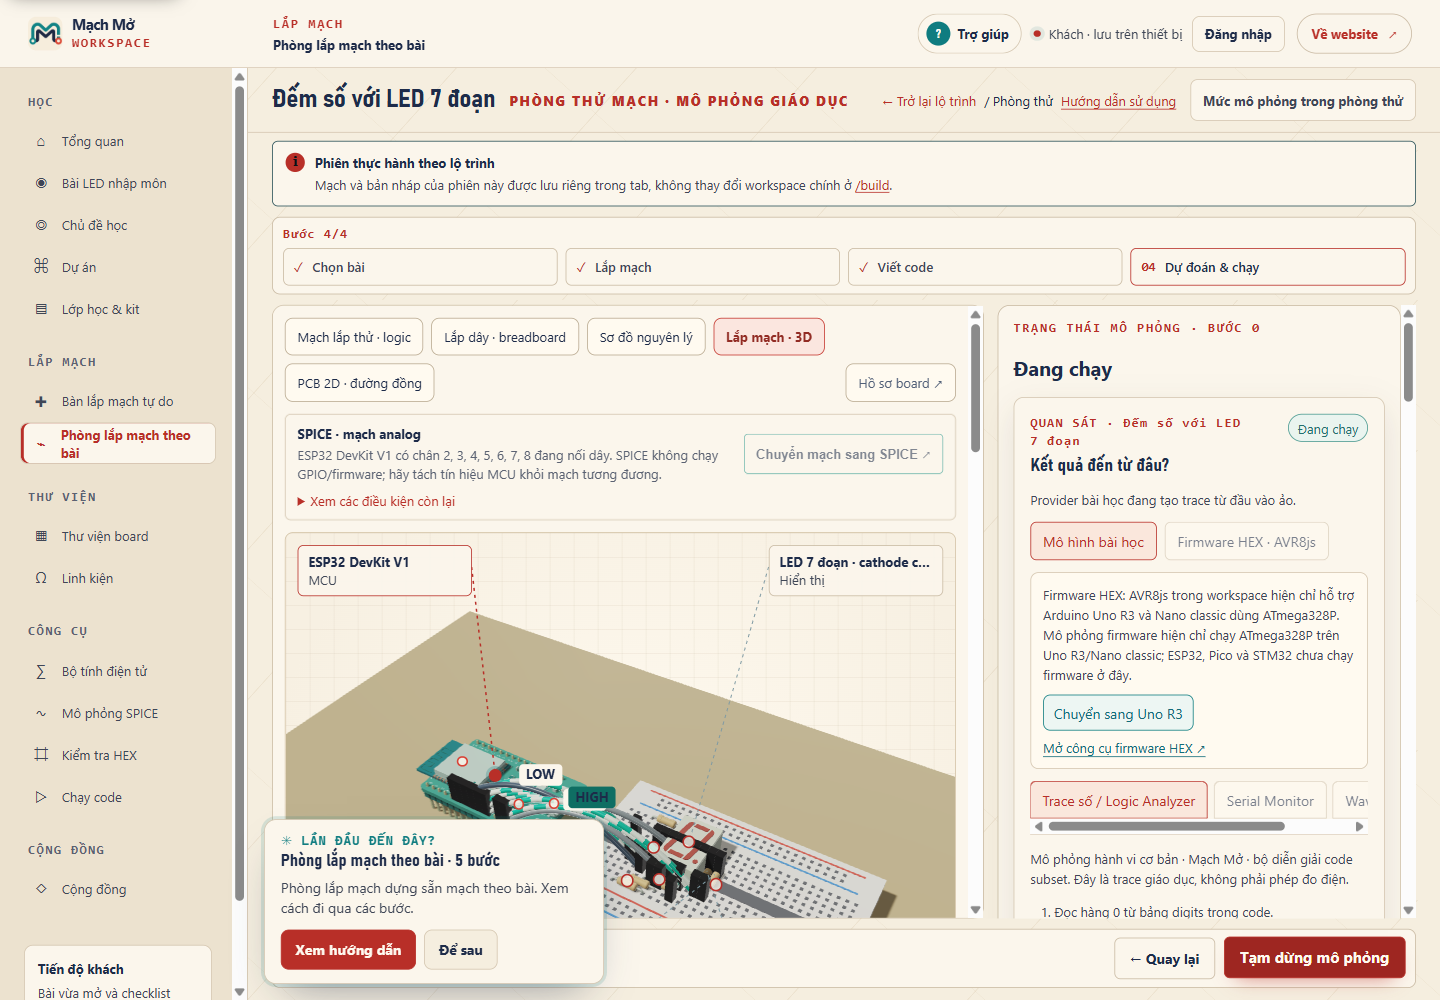 Mạch Mở
WORKSPACE
LẮP MẠCH
Phòng lắp mạch theo bài
? Trợ giúp
Khách · lưu trên thiết bị
Đăng nhập
Về website ↗
HỌC
Tổng quan
Bài LED nhập môn
Chủ đề học
Dự án
Lớp học & kit
LẮP MẠCH
Bàn lắp mạch tự do
Phòng lắp mạch theo
bài
THƯ VIỆN
Thư viện board
Linh kiện
CÔNG CỤ
Bộ tính điện tử
Mô phỏng SPICE
Kiểm tra HEX
Chạy code
CỘNG ĐỒNG
Cộng đồng
Tiến độ khách
Bài vừa mở và checklist
Đếm số với LED 7 đoạn
PHÒNG THỬ MẠCH · MÔ PHỎNG GIÁO DỤC
← Trở lại lộ trình / Phòng thử
Hướng dẫn sử dụng
Mức mô phỏng trong phòng thử
Phiên thực hành theo lộ trình
Mạch và bản nháp của phiên này được lưu riêng trong tab, không thay đổi workspace chính ở /build.
Bước 4/4
✓ Chọn bài
✓ Lắp mạch
✓ Viết code
04 Dự đoán & chạy
Mạch lắp thử · logic
Lắp dây · breadboard
Sơ đồ nguyên lý
Lắp mạch · 3D
PCB 2D · đường đồng
Hồ sơ board ↗
SPICE · mạch analog
ESP32 DevKit V1 có chân 2, 3, 4, 5, 6, 7, 8 đang nối dây. SPICE không chạy
GPIO/firmware; hãy tách tín hiệu MCU khỏi mạch tương đương.
▶ Xem các điều kiện còn lại
Chuyển mạch sang SPICE ↗
ESP32 DevKit V1
MCU
LED 7 đoạn · cathode c...
Hiển thị
LOW
HIGH
✳ LẦN ĐẦU ĐẾN ĐÂY?
Phòng lắp mạch theo bài · 5 bước
Phòng lắp mạch dựng sẵn mạch theo bài. Xem
cách đi qua các bước.
Xem hướng dẫn
Để sau
TRẠNG THÁI MÔ PHỎNG · BƯỚC 0
Đang chạy
QUAN SÁT · Đếm số với LED
7 đoạn
Đang chạy
Kết quả đến từ đâu?
Provider bài học đang tạo trace từ đầu vào ảo.
Mô hình bài học
Firmware HEX · AVR8js
Firmware HEX: AVR8js trong workspace hiện chỉ hỗ trợ
Arduino Uno R3 và Nano classic dùng ATmega328P.
Mô phỏng firmware hiện chỉ chạy ATmega328P trên
Uno R3/Nano classic; ESP32, Pico và STM32 chưa chạy
firmware ở đây.
Chuyển sang Uno R3
Mở công cụ firmware HEX ↗
Trace số / Logic Analyzer
Serial Monitor
Wav
Mô phỏng hành vi cơ bản · Mạch Mở · bộ diễn giải code
subset. Đây là trace giáo dục, không phải phép đo điện.
1. Đọc hàng 0 từ bảng digits trong code.
← Quay lại
Tạm dừng mô phỏng